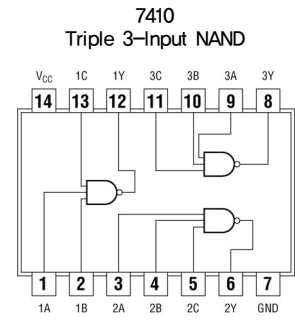 7410
Triple 3–Input NAND
VCC 1C 1Y 3C 3B 3A 3Y
14 13 12 11 10 9 8
1 2 3 4 5 6 7
1A 1B 2A 2B 2C 2Y GND